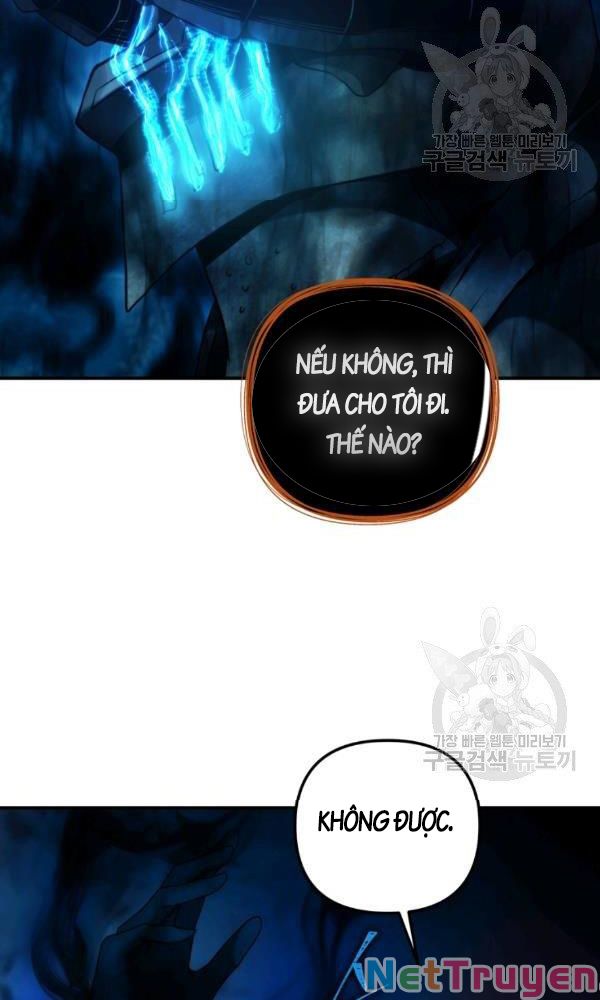 가장 빠른 웹툰 미리보기
구글검색 뉴토끼
NẾU KHÔNG, THÌ
ĐƯA CHO TÔI ĐI.
THẾ NÀO?
가장 빠른 웹툰 미리보기
구글검색 뉴토끼
KHÔNG ĐƯỢC.
NetTruyen